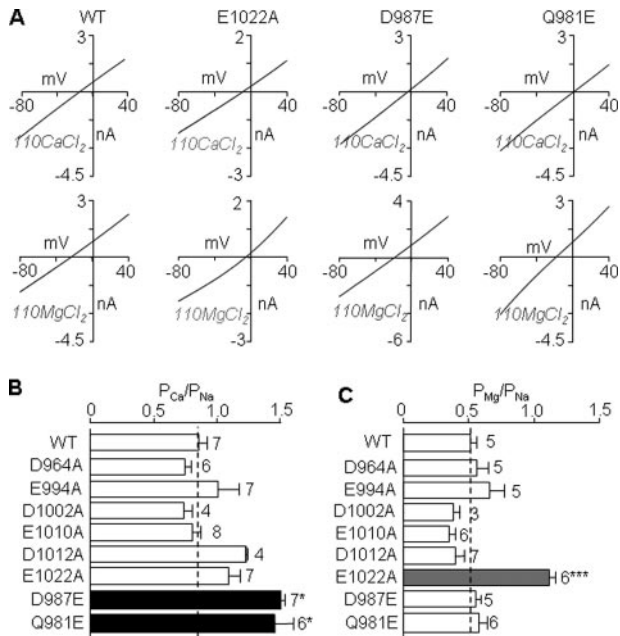 A
WT E1022A D987E Q981E
3 2 3 3
mV mV mV mV
-80 40 -80 40 -80 40 -80 40
110CaCl2 nA 110CaCl2 nA 110CaCl2 nA 110CaCl2 nA
-4.5 -3 -4.5 -4.5
3 2 4 3
mV mV mV mV
-80 40 -80 40 -80 40 -80 40
110MgCl2 nA 110MgCl2 nA 110MgCl2 nA 110MgCl2 nA
-4.5 -3 -6 -4.5
B PCa/PNa
0 0.5 1.0 1.5
WT 7
D964A 6
E994A 7
D1002A 4
E1010A 8
D1012A 4
E1022A 7
D987E 7*
Q981E 6*
C PMg/PNa
0 0.5 1.0 1.5
WT 5
D964A 5
E994A 5
D1002A 3
E1010A 6
D1012A 7
E1022A 6***
D987E 5
Q981E 6